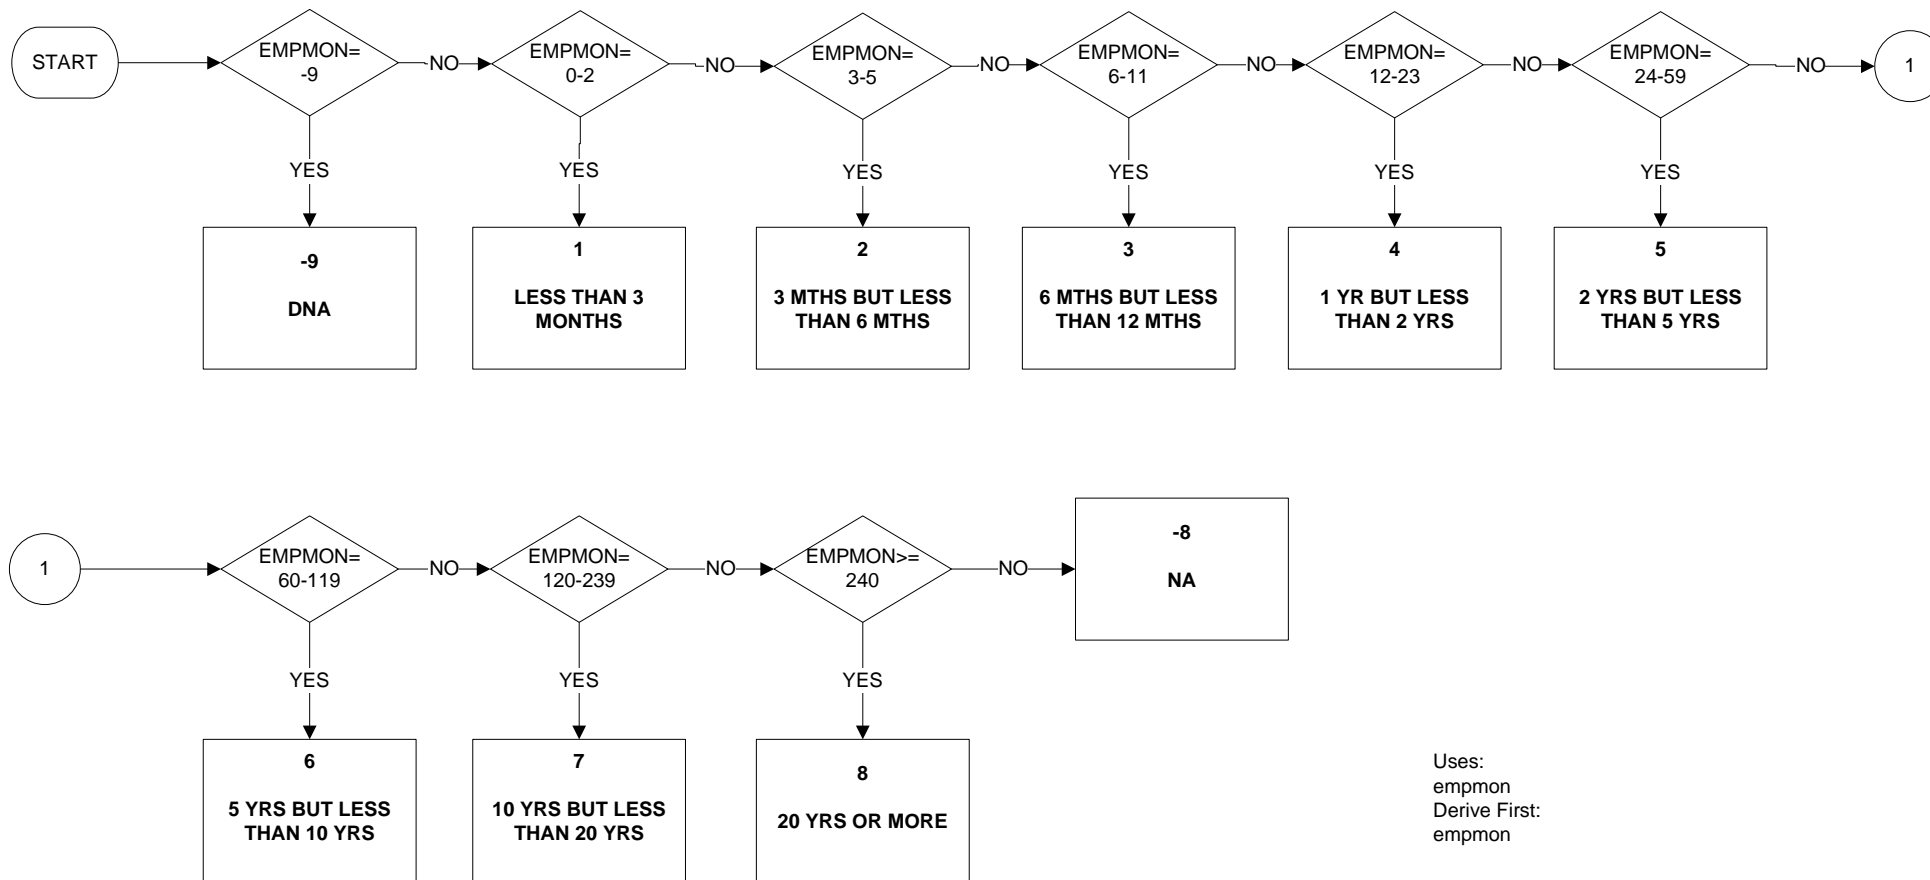 START
EMPMON=
-9
NO
EMPMON=
0-2
NO
EMPMON=
3-5
NO
EMPMON=
6-11
NO
EMPMON=
12-23
NO
EMPMON=
24-59
NO
1
YES
YES
YES
YES
YES
YES
-9
DNA
1
LESS THAN 3
MONTHS
2
3 MTHS BUT LESS
THAN 6 MTHS
3
6 MTHS BUT LESS
THAN 12 MTHS
4
1 YR BUT LESS
THAN 2 YRS
5
2 YRS BUT LESS
THAN 5 YRS
1
EMPMON=
60-119
NO
EMPMON=
120-239
NO
EMPMON>=
240
NO
-8
NA
YES
YES
YES
6
5 YRS BUT LESS
THAN 10 YRS
7
10 YRS BUT LESS
THAN 20 YRS
8
20 YRS OR MORE
Uses:
empmon
Derive First:
empmon